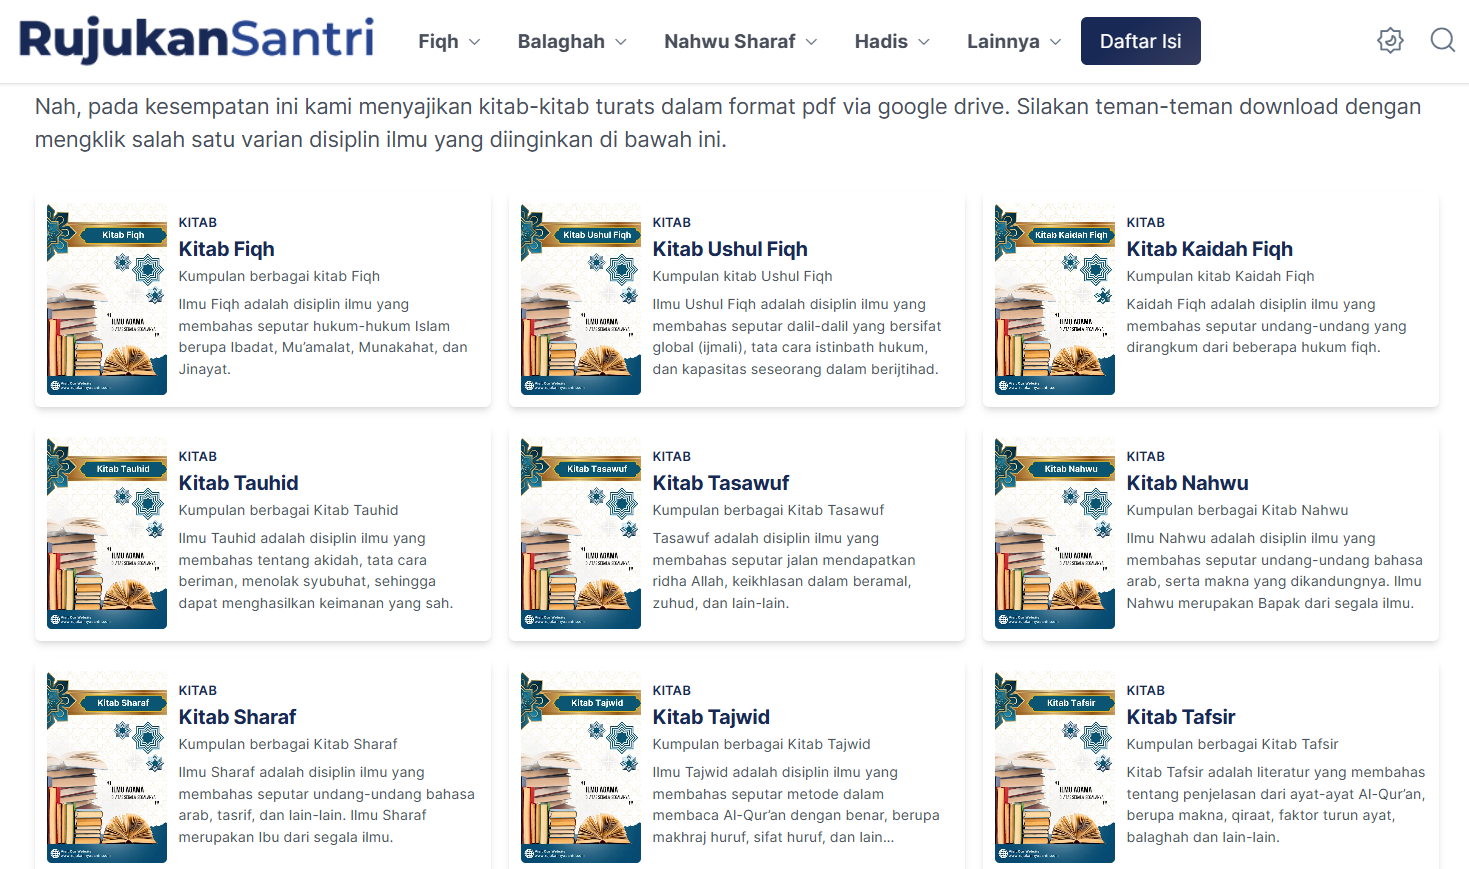 RujukanSantri
Fiqh
Balaghah
Nahwu Sharaf
Hadis
Lainnya
Daftar Isi
Nah, pada kesempatan ini kami menyajikan kitab-kitab turats dalam format pdf via google drive. Silakan teman-teman download dengan
mengklik salah satu varian disiplin ilmu yang diinginkan di bawah ini.
Kitab Fiqh
KITAB
Kitab Fiqh
Kumpulan berbagai kitab Fiqh
Ilmu Fiqh adalah disiplin ilmu yang
membahas seputar hukum-hukum Islam
berupa Ibadat, Mu’amalat, Munakahat, dan
Jinayat.
Kitab Ushul Fiqh
KITAB
Kitab Ushul Fiqh
Kumpulan kitab Ushul Fiqh
Ilmu Ushul Fiqh adalah disiplin ilmu yang
membahas seputar dalil-dalil yang bersifat
global (ijmali), tata cara istinbath hukum,
dan kapasitas seseorang dalam berijtihad.
Kitab Kaidah Fiqh
KITAB
Kitab Kaidah Fiqh
Kumpulan kitab Kaidah Fiqh
Kaidah Fiqh adalah disiplin ilmu yang
membahas seputar undang-undang yang
dirangkum dari beberapa hukum fiqh.
Kitab Tauhid
KITAB
Kitab Tauhid
Kumpulan berbagai Kitab Tauhid
Ilmu Tauhid adalah disiplin ilmu yang
membahas tentang akidah, tata cara
beriman, menolak syubuhat, sehingga
dapat menghasilkan keimanan yang sah.
Kitab Tasawuf
KITAB
Kitab Tasawuf
Kumpulan berbagai Kitab Tasawuf
Tasawuf adalah disiplin ilmu yang
membahas seputar jalan mendapatkan
ridha Allah, keikhlasan dalam beramal,
zuhud, dan lain-lain.
Kitab Nahwu
KITAB
Kitab Nahwu
Kumpulan berbagai Kitab Nahwu
Ilmu Nahwu adalah disiplin ilmu yang
membahas seputar undang-undang bahasa
arab, serta makna yang dikandungnya. Ilmu
Nahwu merupakan Bapak dari segala ilmu.
Kitab Sharaf
KITAB
Kitab Sharaf
Kumpulan berbagai Kitab Sharaf
Ilmu Sharaf adalah disiplin ilmu yang
membahas seputar undang-undang bahasa
arab, tasrif, dan lain-lain. Ilmu Sharaf
merupakan Ibu dari segala ilmu.
Kitab Tajwid
KITAB
Kitab Tajwid
Kumpulan berbagai Kitab Tajwid
Ilmu Tajwid adalah disiplin ilmu yang
membahas seputar metode dalam
membaca Al-Qur’an dengan benar, berupa
makhraj huruf, sifat huruf, dan lain...
Kitab Tafsir
KITAB
Kitab Tafsir
Kumpulan berbagai Kitab Tafsir
Kitab Tafsir adalah literatur yang membahas
tentang penjelasan dari ayat-ayat Al-Qur’an,
berupa makna, qiraat, faktor turun ayat,
balaghah dan lain-lain.